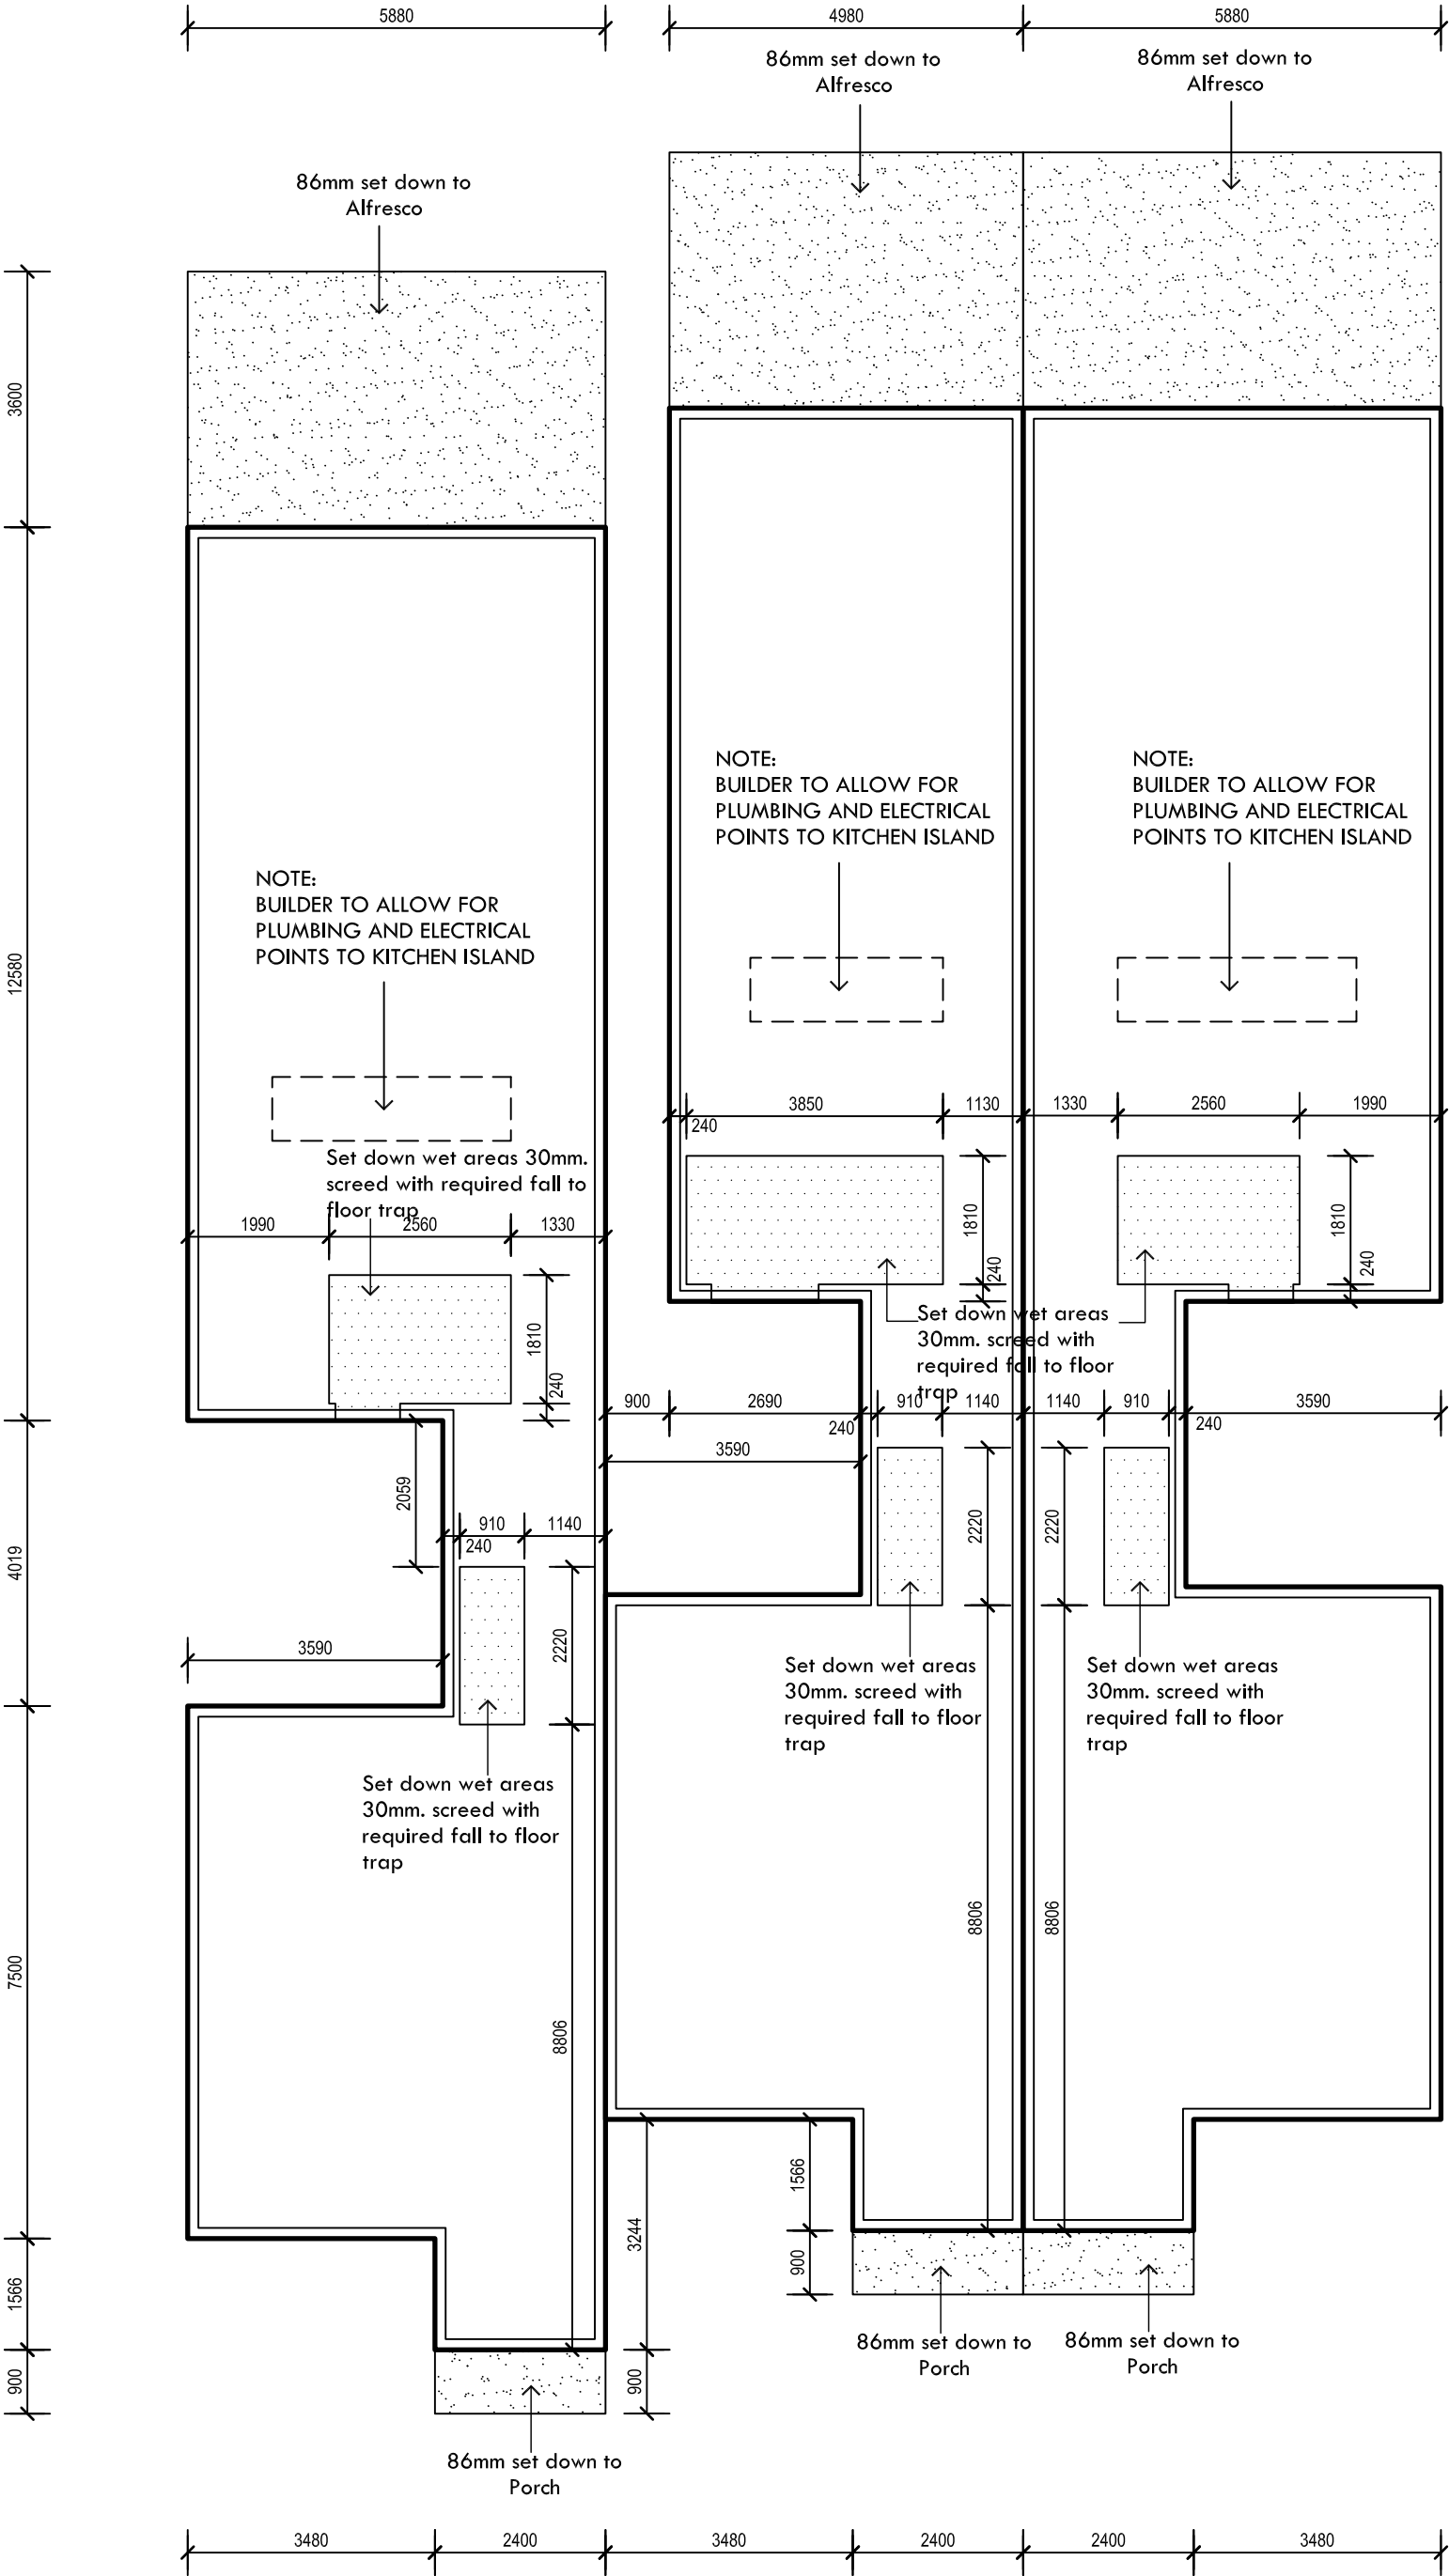 5880
4980
5880
86mm set down to
Alfresco
86mm set down to
Alfresco
86mm set down to
Alfresco
3600
12580
4019
7500
1566
900
NOTE:
BUILDER TO ALLOW FOR
PLUMBING AND ELECTRICAL
POINTS TO KITCHEN ISLAND
NOTE:
BUILDER TO ALLOW FOR
PLUMBING AND ELECTRICAL
POINTS TO KITCHEN ISLAND
NOTE:
BUILDER TO ALLOW FOR
PLUMBING AND ELECTRICAL
POINTS TO KITCHEN ISLAND
240
3850
1130
1330
2560
1990
1810
240
1810
240
Set down wet areas 30mm.
screed with required fall to
floor trap
1990
2560
1330
1810
240
Set down wet areas
30mm. screed with
required fall to floor
trap
900
2690
240
910
1140
1140
910
240
3590
3590
2220
2220
2059
240
910
1140
2220
3590
Set down wet areas
30mm. screed with
required fall to floor
trap
Set down wet areas
30mm. screed with
required fall to floor
trap
Set down wet areas
30mm. screed with
required fall to floor
trap
8806
8806
8806
1566
900
3244
900
86mm set down to
Porch
86mm set down to
Porch
86mm set down to
Porch
3480
2400
3480
2400
2400
3480